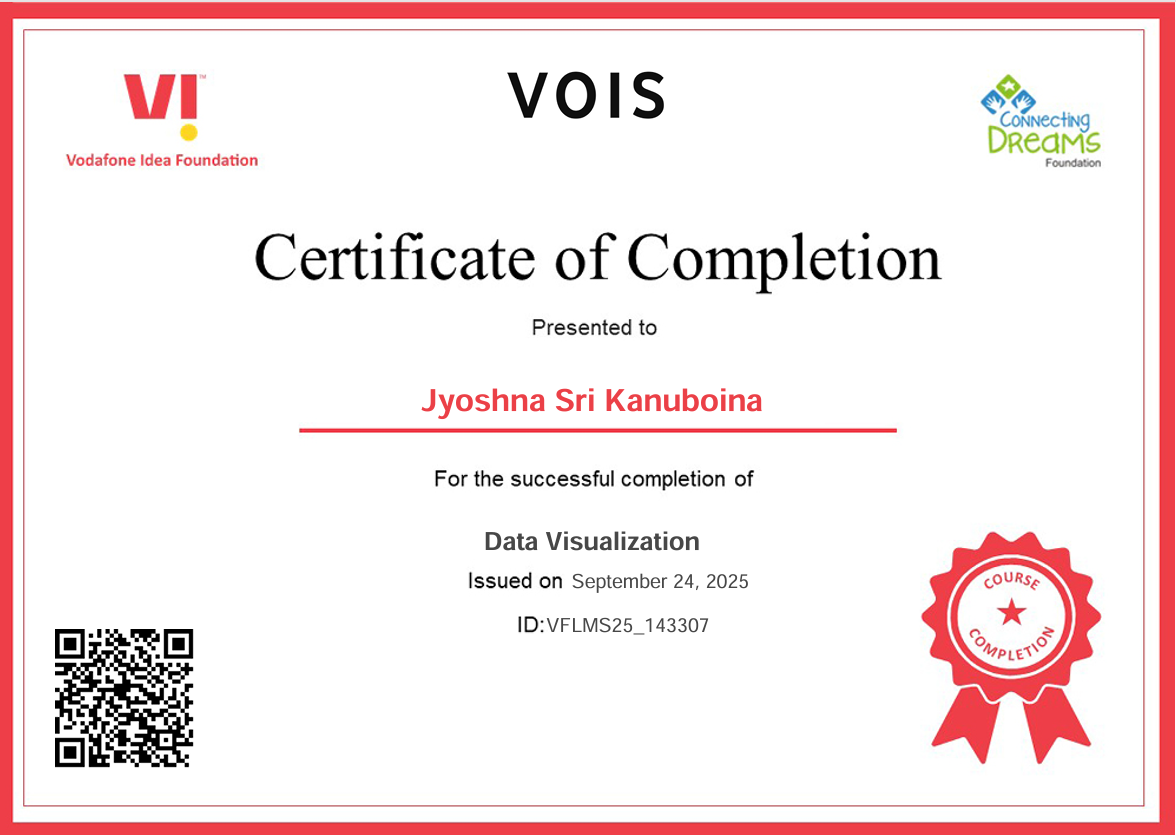 VI™
Vodafone Idea Foundation
VOIS
Connecting
Dreams
Foundation
Certificate of Completion
Presented to
Jyoshna Sri Kanuboina
For the successful completion of
Data Visualization
Issued on September 24, 2025
ID:VFLMS25_143307
COURSE
COMPLETION